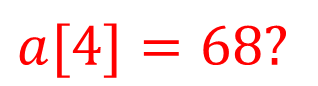 a[4] = 68?